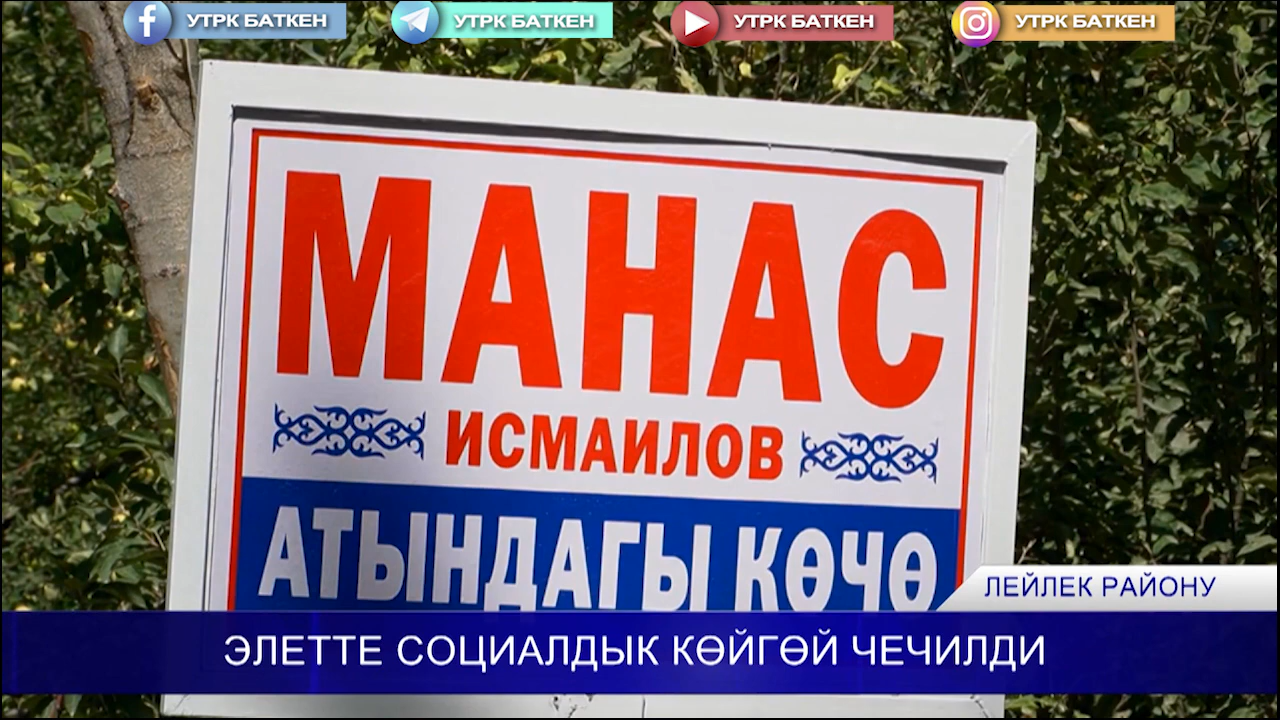 УТРК БАТКЕН УТРК БАТКЕН УТРК БАТКЕН УТРК БАТКЕН
МАНАС
ИСМАИЛОВ
АТЫНДАГЫ КӨЧӨ
ЛЕЙЛЕК РАЙОНУ
ЭЛЕТТЕ СОЦИАЛДЫК КӨЙГӨЙ ЧЕЧИЛДИ